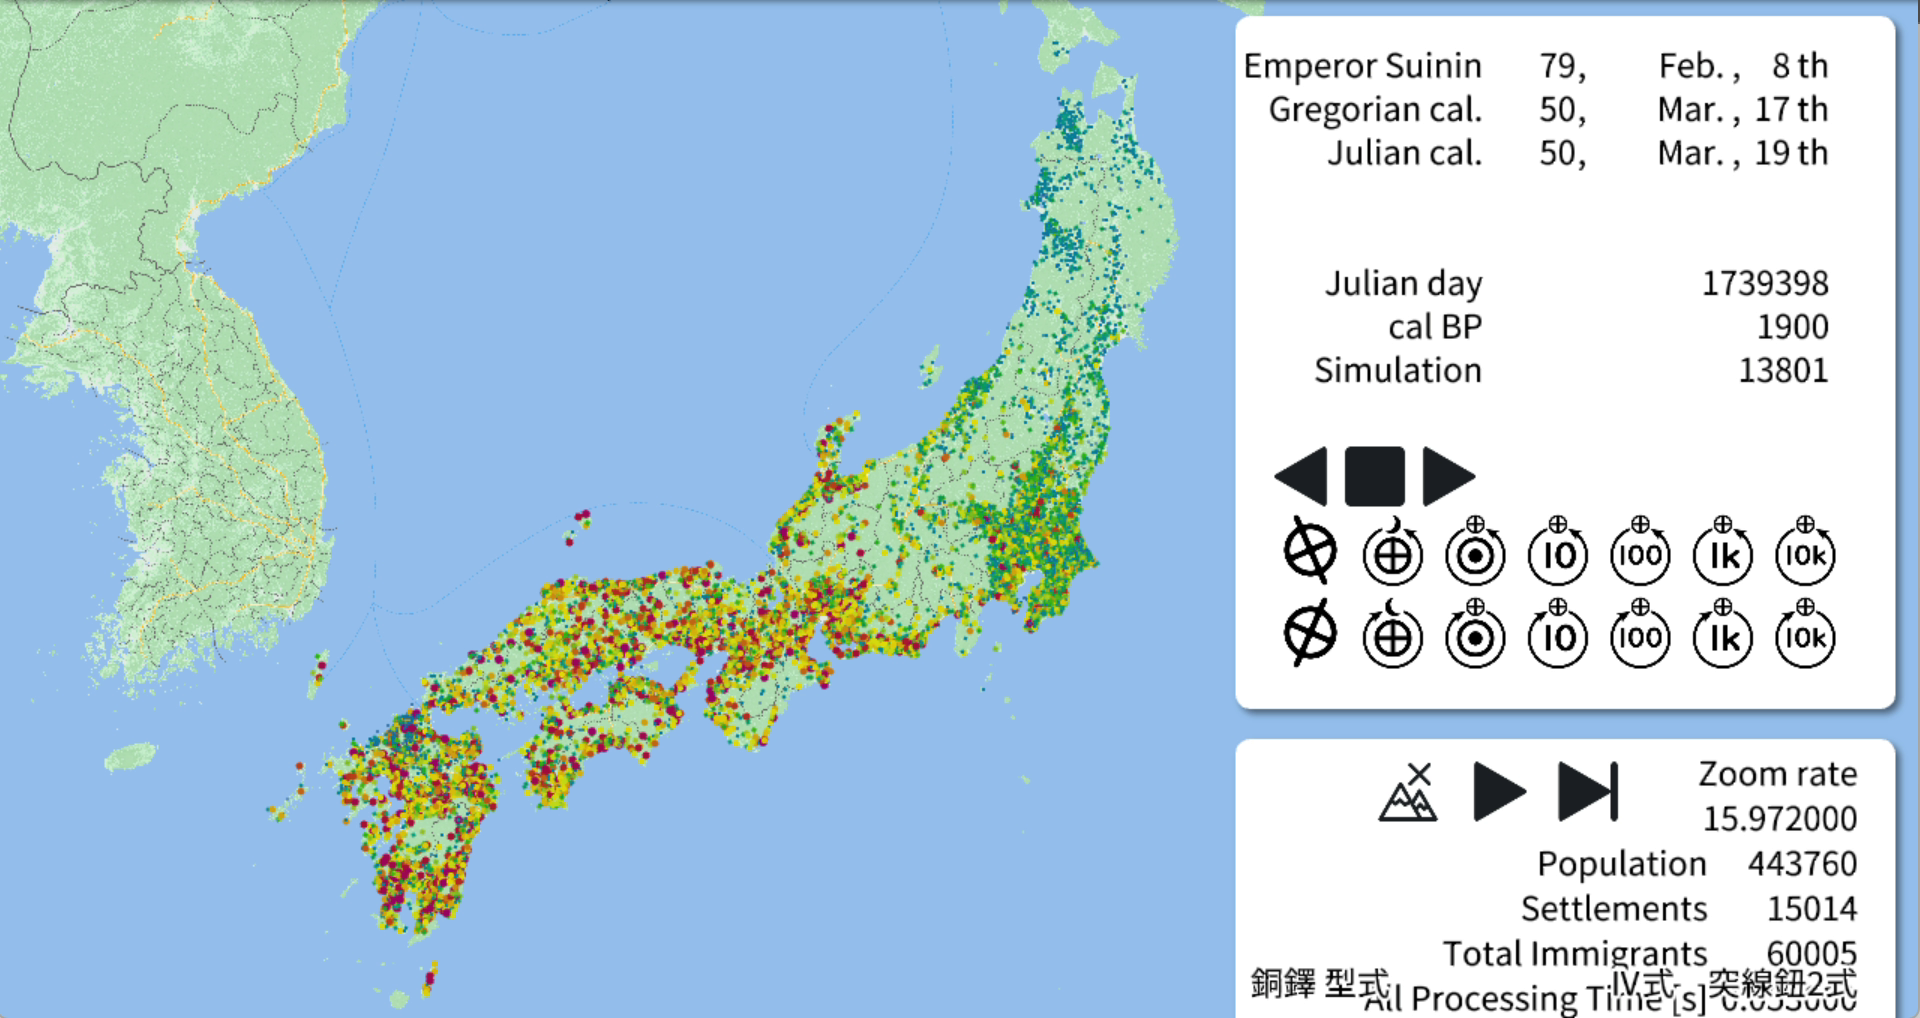 Emperor Suinin 79, Feb. , 8 th
Gregorian cal. 50, Mar. , 17 th
Julian cal. 50, Mar. , 19 th
Julian day 1739398
cal BP 1900
Simulation 13801
10 100 1k 10k
10 100 1k 10k
Zoom rate
15.972000
Population 443760
Settlements 15014
Total Immigrants 60005
銅鐸 型式 IV式 突線鈕2式
All Processing Time [s]